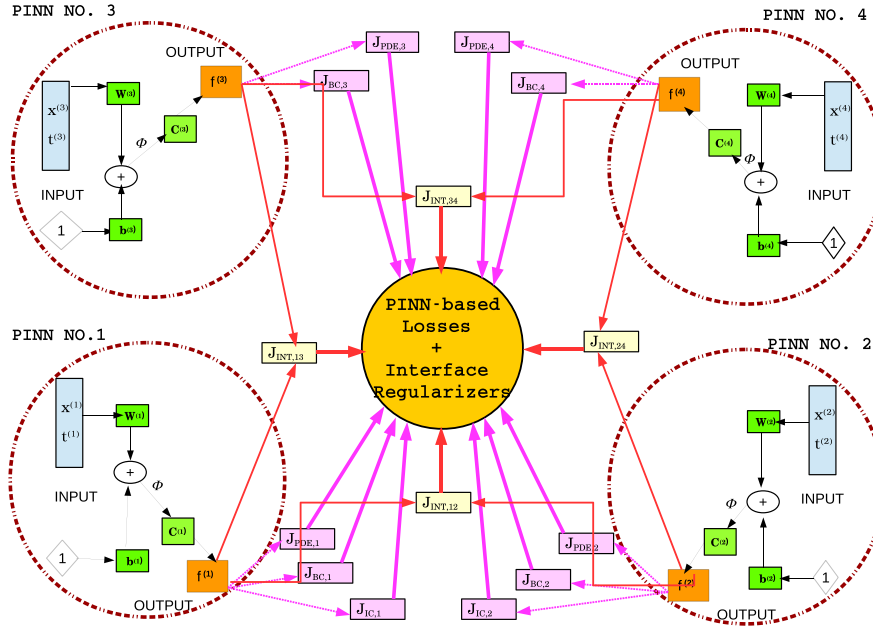 PINN NO. 3
OUTPUT
f⁽³⁾
W⁽³⁾
x⁽³⁾
t⁽³⁾
C⁽³⁾
Φ
+
INPUT
1
b⁽³⁾
J_PDE,3
J_BC,3
J_PDE,4
J_BC,4
PINN NO. 4
OUTPUT
f⁽⁴⁾
W⁽⁴⁾
x⁽⁴⁾
t⁽⁴⁾
C⁽⁴⁾
Φ
+
INPUT
b⁽⁴⁾
1
J_INT,34
PINN-based
Losses
+
Interface
Regularizers
J_INT,13
J_INT,24
J_INT,12
PINN NO.1
x⁽¹⁾
t⁽¹⁾
W⁽¹⁾
+
Φ
INPUT
C⁽¹⁾
1
b⁽¹⁾
f⁽¹⁾
OUTPUT
J_PDE,1
J_BC,1
J_IC,1
J_PDE,2
J_BC,2
J_IC,2
PINN NO. 2
x⁽²⁾
t⁽²⁾
W⁽²⁾
+
Φ
INPUT
C⁽²⁾
f⁽²⁾
b⁽²⁾
1
OUTPUT